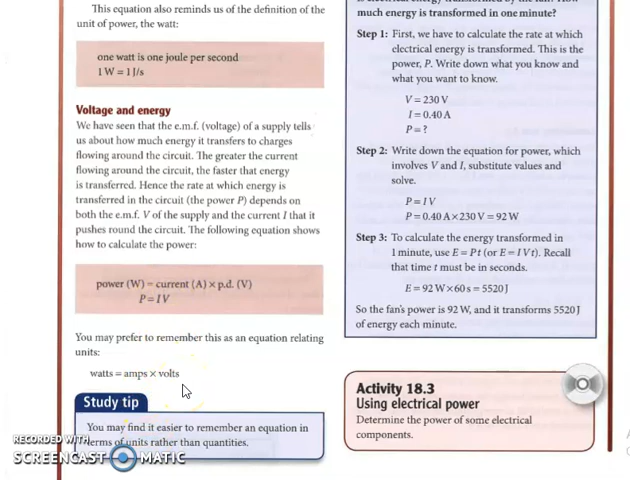 This equation also reminds us of the definition of
the unit of power, the watt:
one watt is one joule per second
1 W = 1 J/s
Voltage and energy
We have seen that the e.m.f. (voltage) of a supply tells
us about how much energy it transfers to charges
flowing around the circuit. The greater the current
flowing around the circuit, the faster that energy
is transferred. Hence the rate at which energy is
transferred in the circuit (the power P) depends on
both the e.m.f. V of the supply and the current I that it
pushes round the circuit. The following equation shows
how to calculate the power:
power (W) = current (A) × p.d. (V)
P = I V
You may prefer to remember this as an equation relating
units:
watts = amps × volts
Study tip
You may find it easier to remember an equation in
terms of units rather than quantities.
RECORDED WITH
SCREENCAST MATIC
much energy is transformed in one minute?
Step 1: First, we have to calculate the rate at which
electrical energy is transformed. This is the
power, P. Write down what you know and
what you want to know.
V = 230 V
I = 0.40 A
P = ?
Step 2: Write down the equation for power, which
involves V and I, substitute values and
solve.
P = I V
P = 0.40 A × 230 V = 92 W
Step 3: To calculate the energy transformed in
1 minute, use E = Pt (or E = I V t). Recall
that time t must be in seconds.
E = 92 W × 60 s = 5520 J
So the fan's power is 92 W, and it transforms 5520 J
of energy each minute.
Activity 18.3
Using electrical power
Determine the power of some electrical
components.